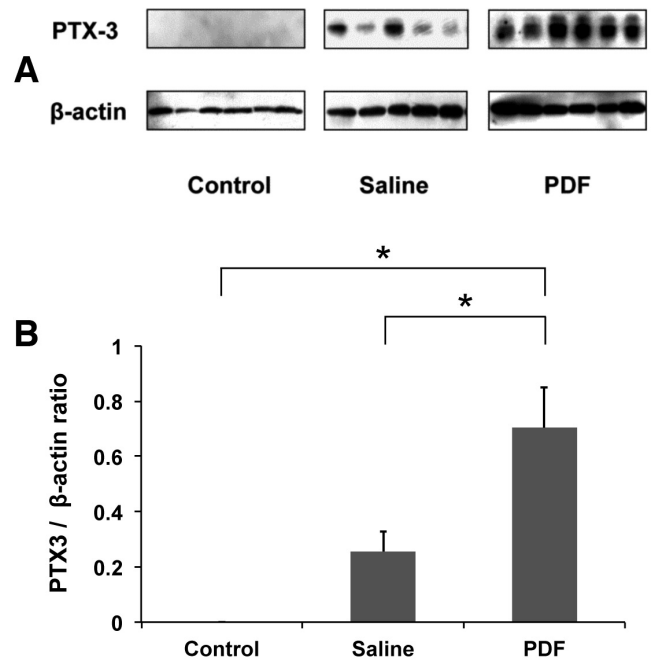 PTX-3
A
β-actin
Control Saline PDF
*
*
B
1
0.8
0.6
0.4
0.2
0
PTX3 / β-actin ratio
Control Saline PDF